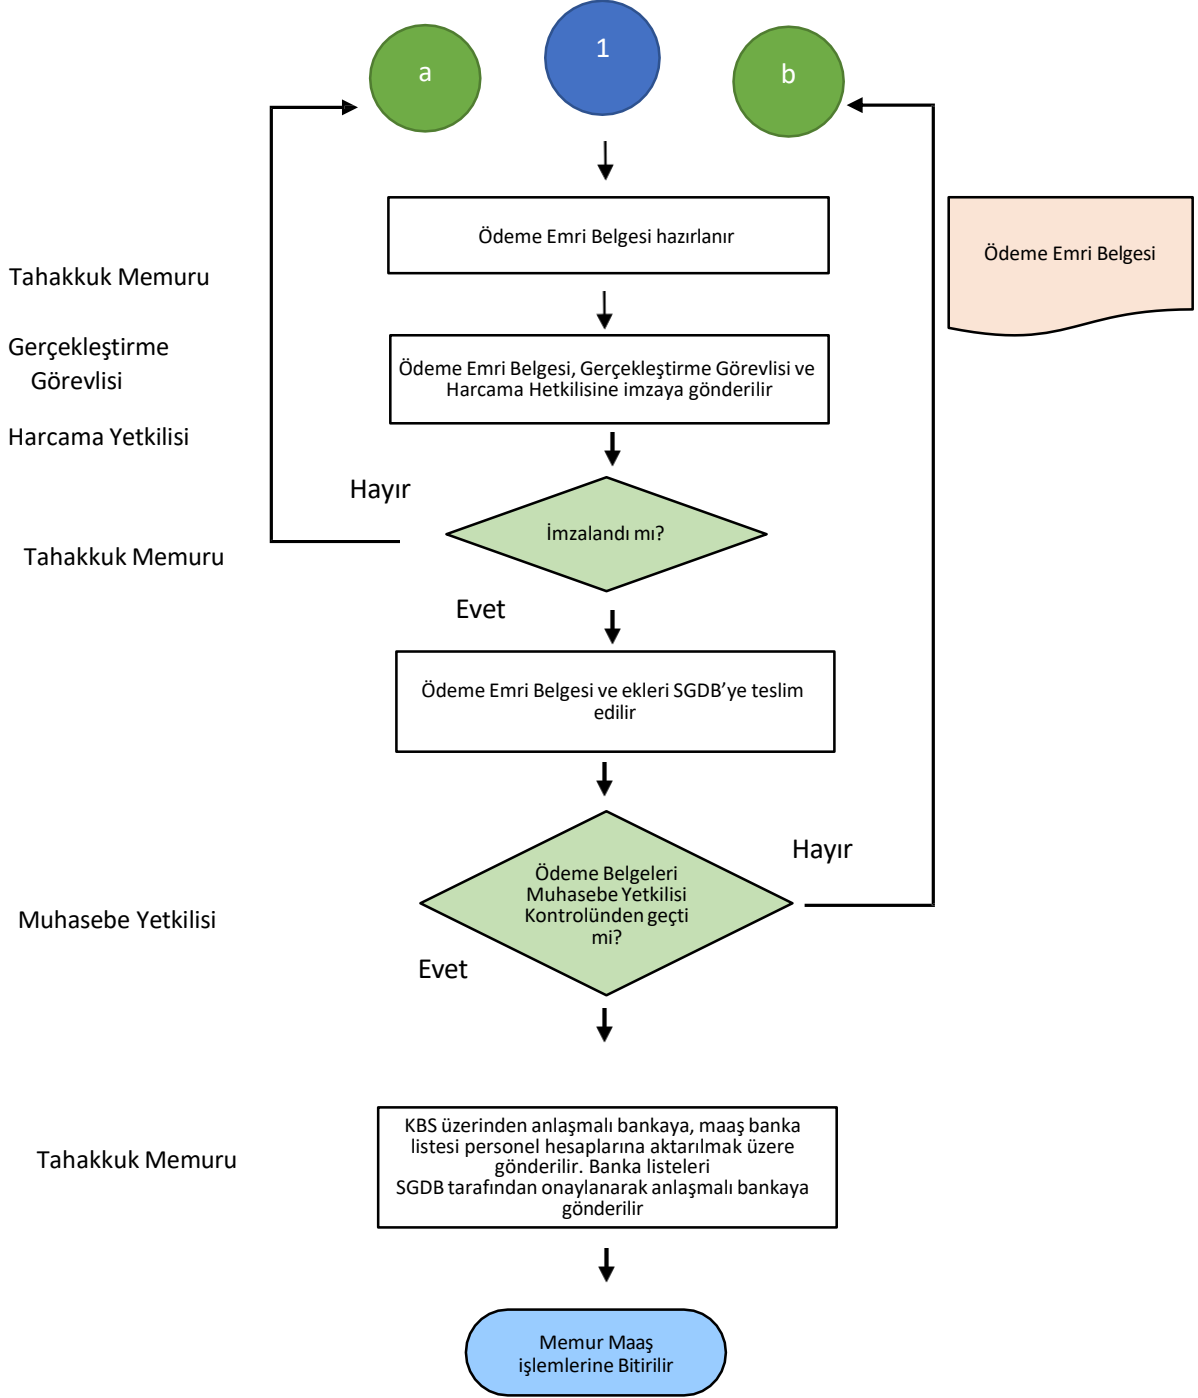 a
1
b
Ödeme Emri Belgesi hazırlanır
Ödeme Emri Belgesi
Tahakkuk Memuru
Gerçekleştirme
Görevlisi
Ödeme Emri Belgesi, Gerçekleştirme Görevlisi ve
Harcama Hetkilisine imzaya gönderilir
Harcama Yetkilisi
Hayır
İmzalandı mı?
Tahakkuk Memuru
Evet
Ödeme Emri Belgesi ve ekleri SGDB’ye teslim
edilir
Hayır
Ödeme Belgeleri
Muhasebe Yetkilisi
Kontrolünden geçti
mi?
Muhasebe Yetkilisi
Evet
KBS üzerinden anlaşmalı bankaya, maaş banka
listesi personel hesaplarına aktarılmak üzere
gönderilir. Banka listeleri
SGDB tarafından onaylanarak anlaşmalı bankaya
gönderilir
Tahakkuk Memuru
Memur Maaş
işlemlerine Bitirilir